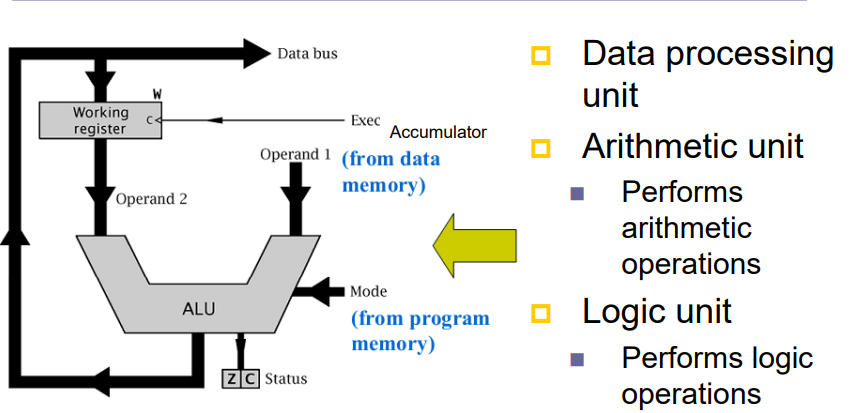 Data bus
W
Working
register
C
Exec
Accumulator
Operand 1
(from data
memory)
Operand 2
ALU
Mode
(from program
memory)
Z C Status
Data processing
unit
Arithmetic unit
Performs
arithmetic
operations
Logic unit
Performs logic
operations